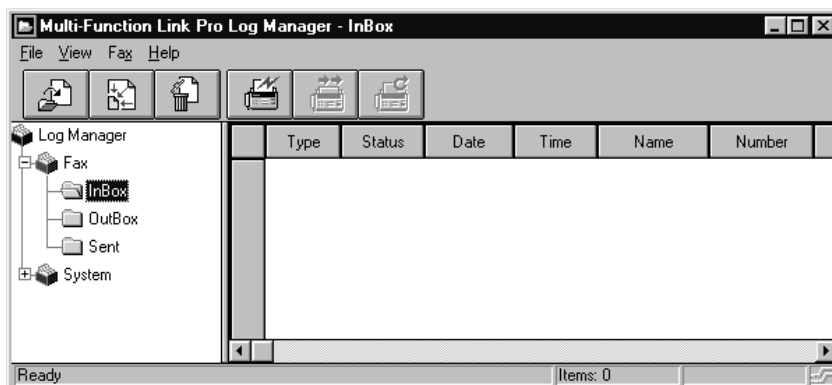 Multi-Function Link Pro Log Manager - InBox
File View Fax Help
Log Manager
Fax
InBox
OutBox
Sent
System
Type Status Date Time Name Number
Ready Items: 0